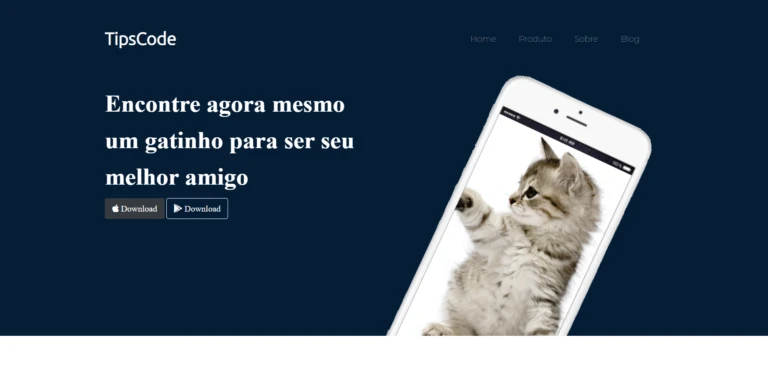 TipsCode
Home Produto Sobre Blog
Encontre agora mesmo
um gatinho para ser seu
melhor amigo
Download Download